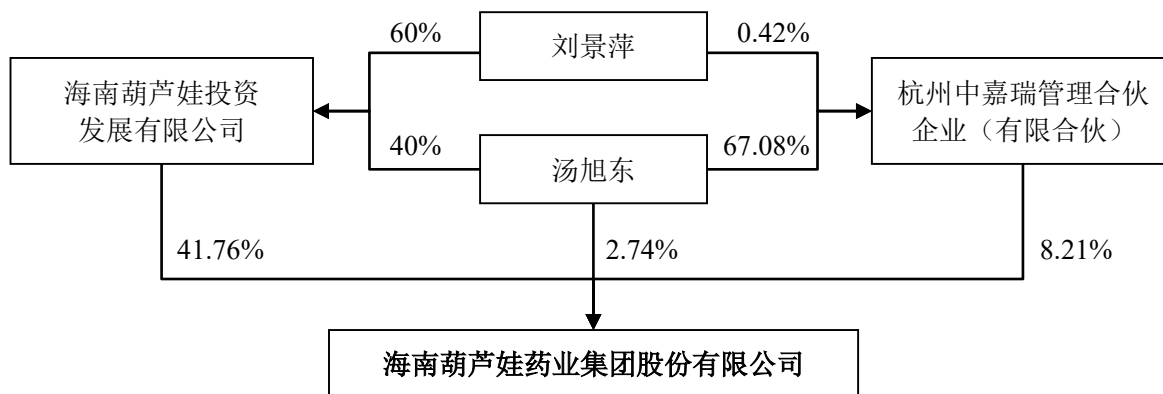 60%
刘景萍
0.42%
海南葫芦娃投资
发展有限公司
杭州中嘉瑞管理合伙
企业（有限合伙）
40%
汤旭东
67.08%
41.76%
2.74%
8.21%
海南葫芦娃药业集团股份有限公司